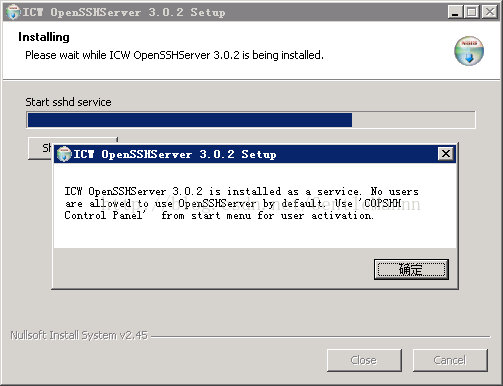 ICW OpenSSHServer 3.0.2 Setup
Installing
Please wait while ICW OpenSSHServer 3.0.2 is being installed.
Start sshd service
ICW OpenSSHServer 3.0.2 Setup
ICW OpenSSHServer 3.0.2 is installed as a service. No users
are allowed to use OpenSSHServer by default. Use 'COPSHH
Control Panel' from start menu for user activation.
确定
Nullsoft Install System v2.45
Close
Cancel